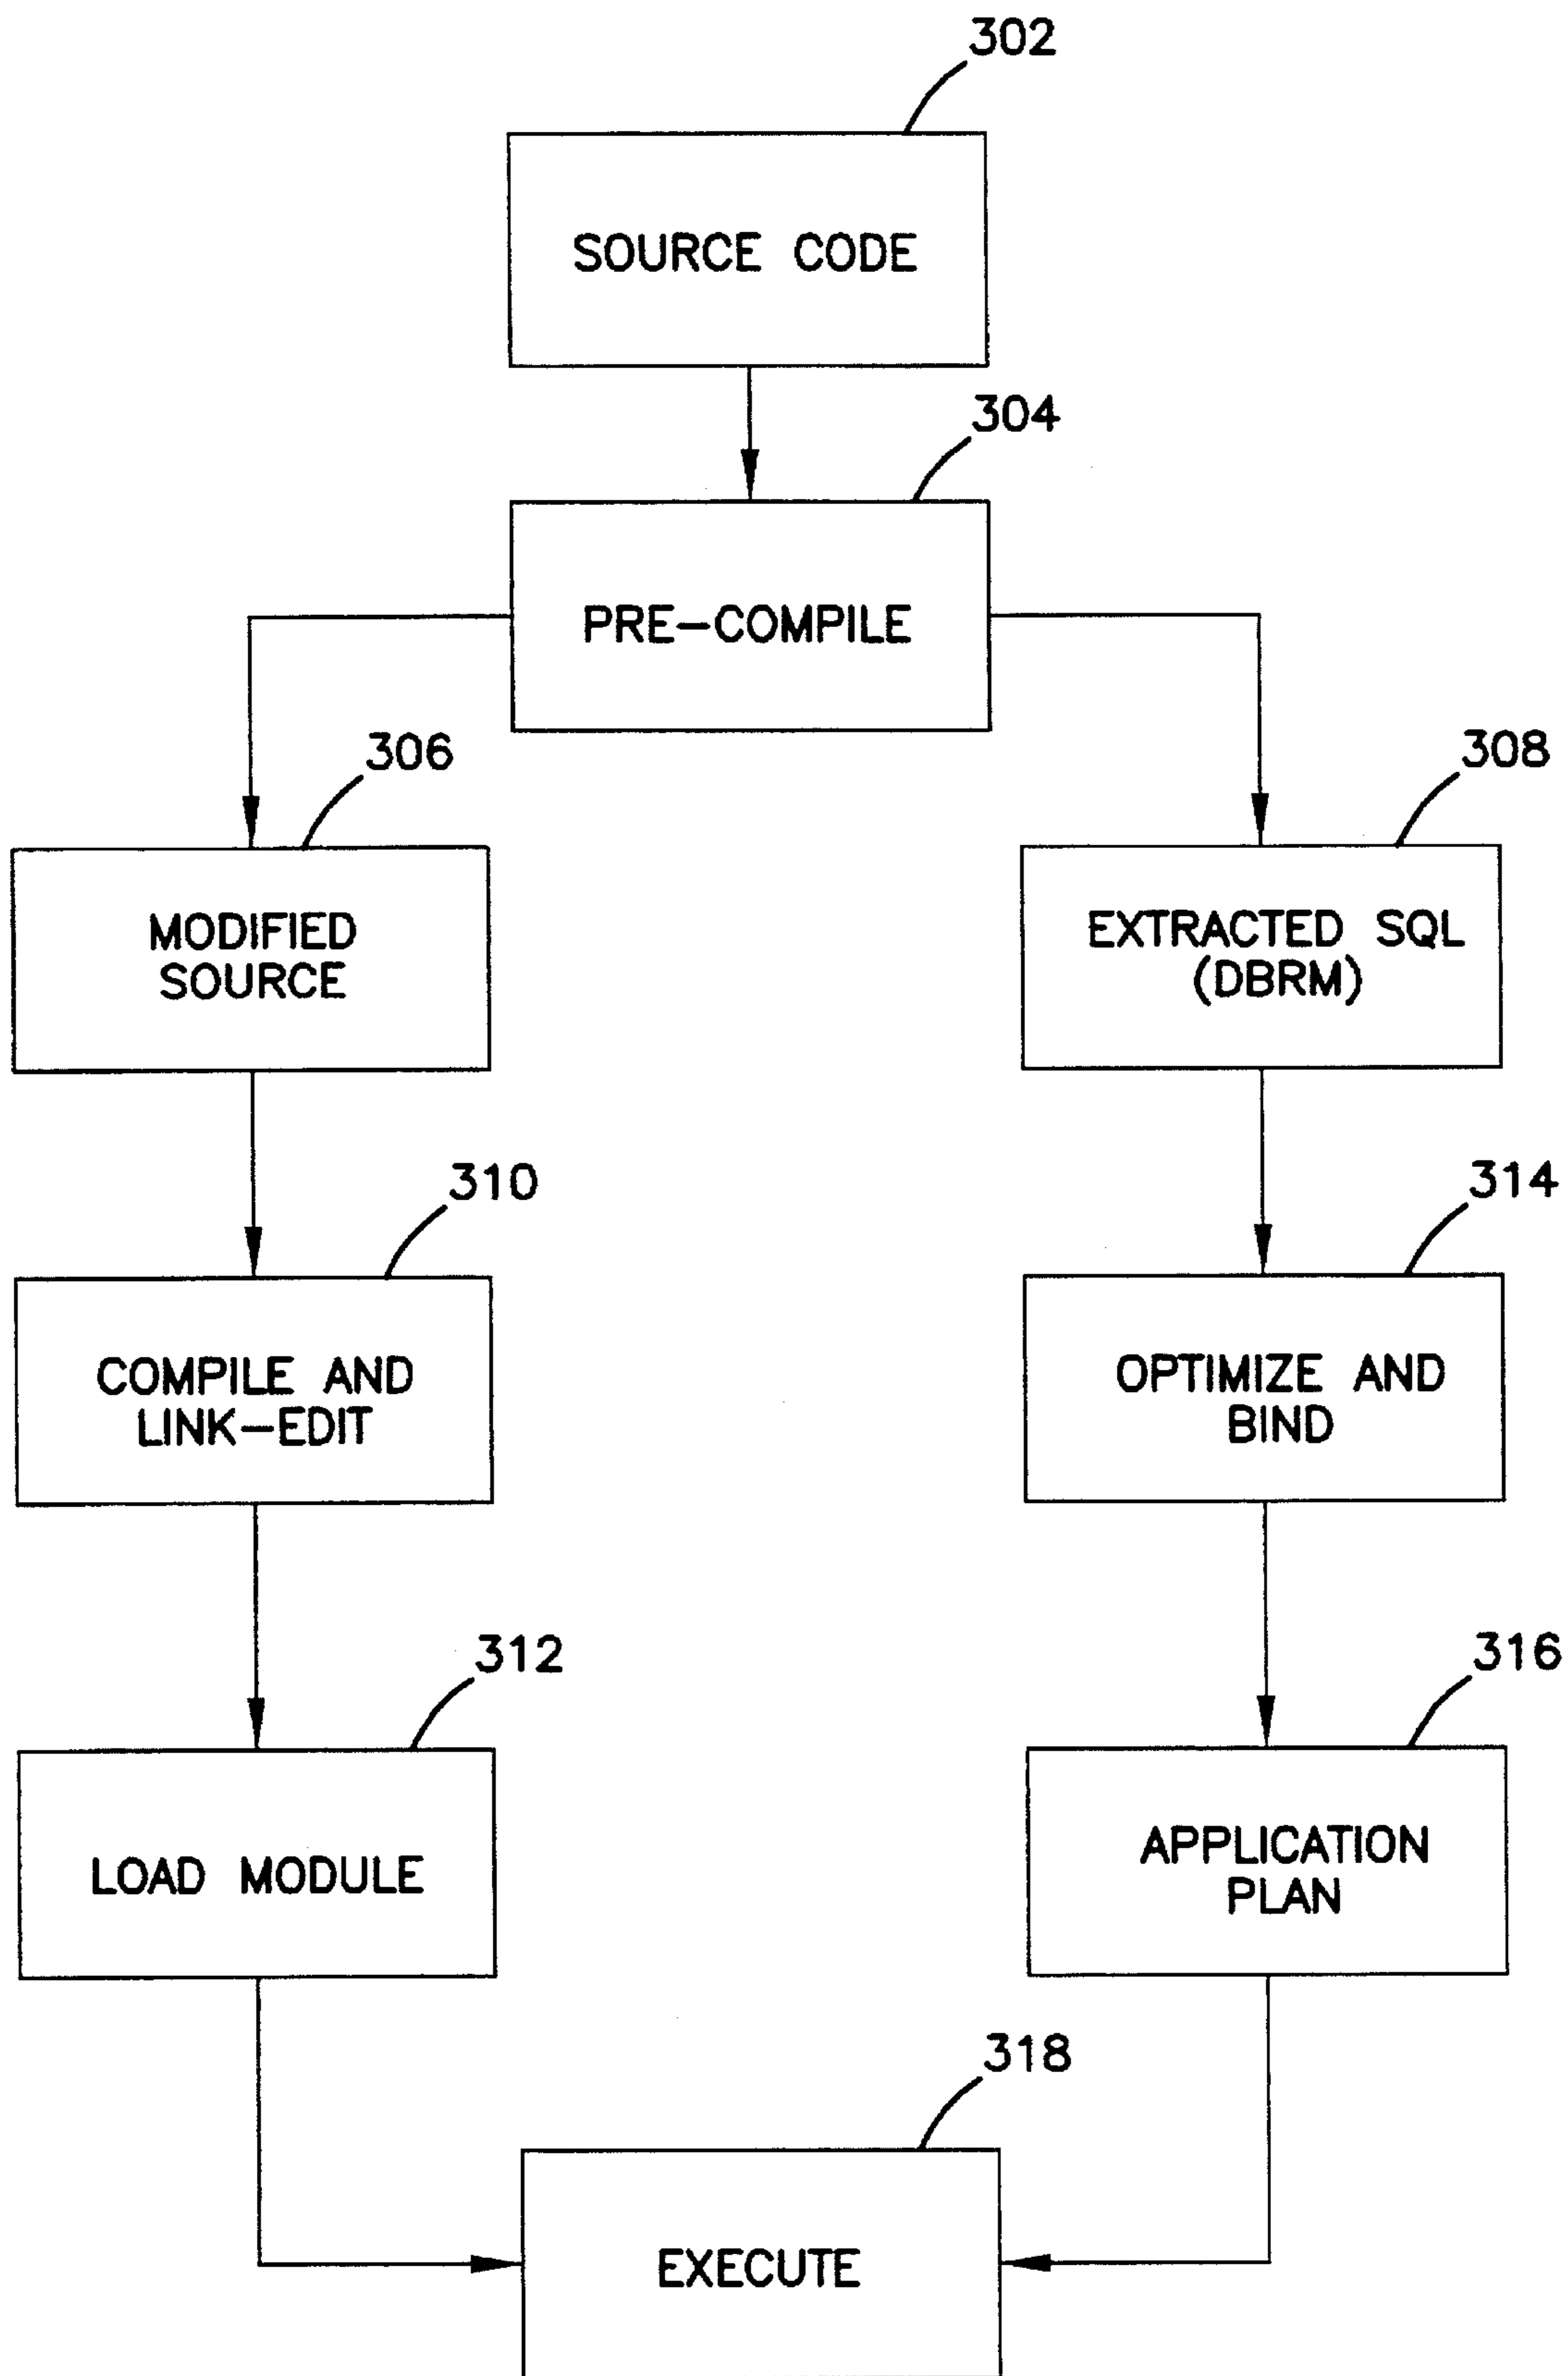 302
SOURCE CODE
304
PRE-COMPILE
306
308
MODIFIED
SOURCE
EXTRACTED SQL
(DBRM)
310
314
COMPILE AND
LINK-EDIT
OPTIMIZE AND
BIND
312
316
LOAD MODULE
APPLICATION
PLAN
318
EXECUTE